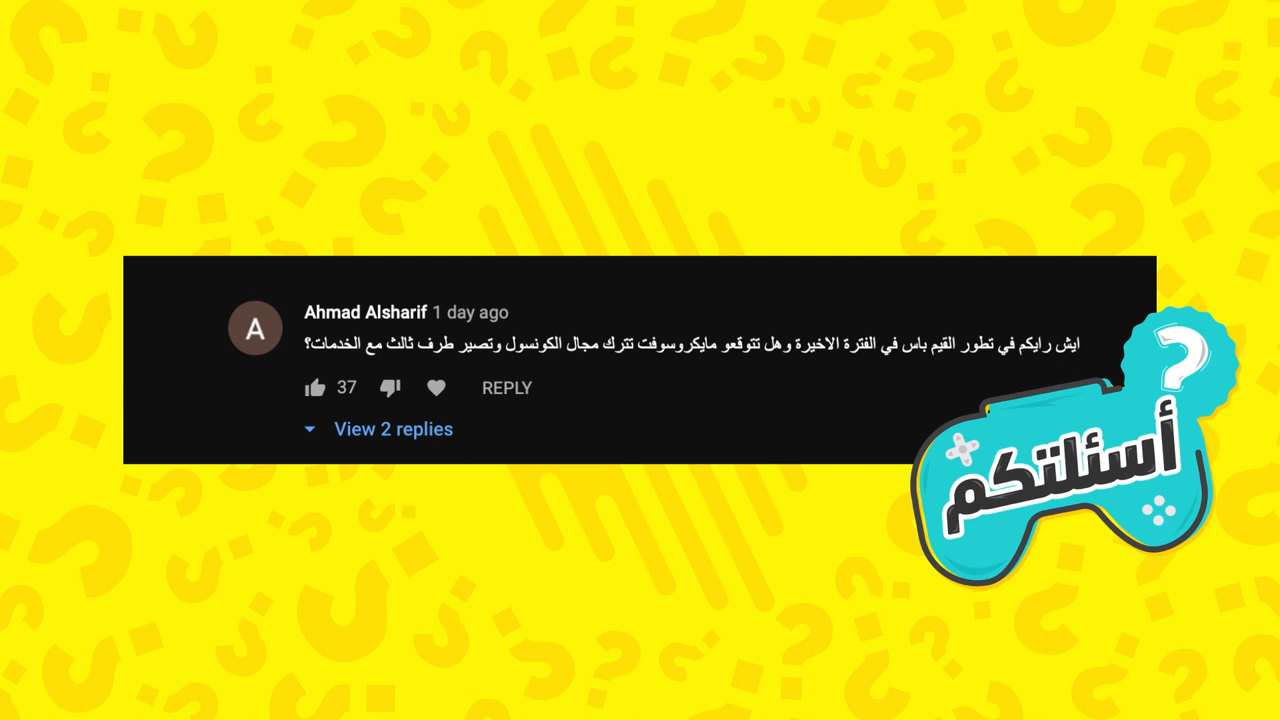 Ahmad Alsharif 1 day ago
A
ايش رايكم في تطور القيم باس في الفترة الاخيرة وهل تتوقعو مايكروسوفت تترك مجال الكونسول وتصير طرف ثالث مع الخدمات؟
37 REPLY
View 2 replies
?
أسئلتكم